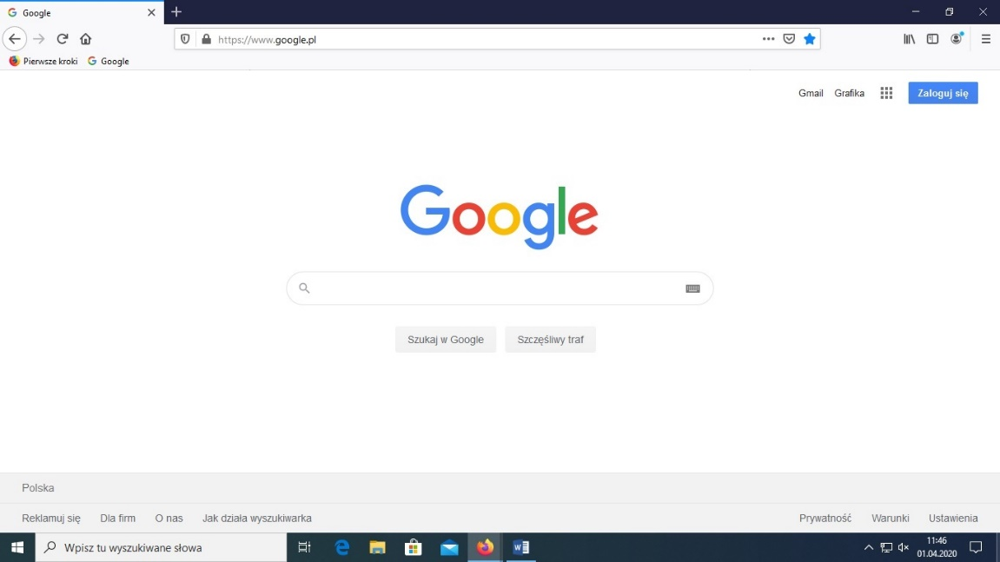 Google
https://www.google.pl
Pierwsze kroki Google
Gmail Grafika Zaloguj się
Google
Szukaj w Google Szczęśliwy traf
Polska
Reklamuj się Dla firm O nas Jak działa wyszukiwarka Prywatność Warunki Ustawienia
Wpisz tu wyszukiwane słowa
11:46
01.04.2020